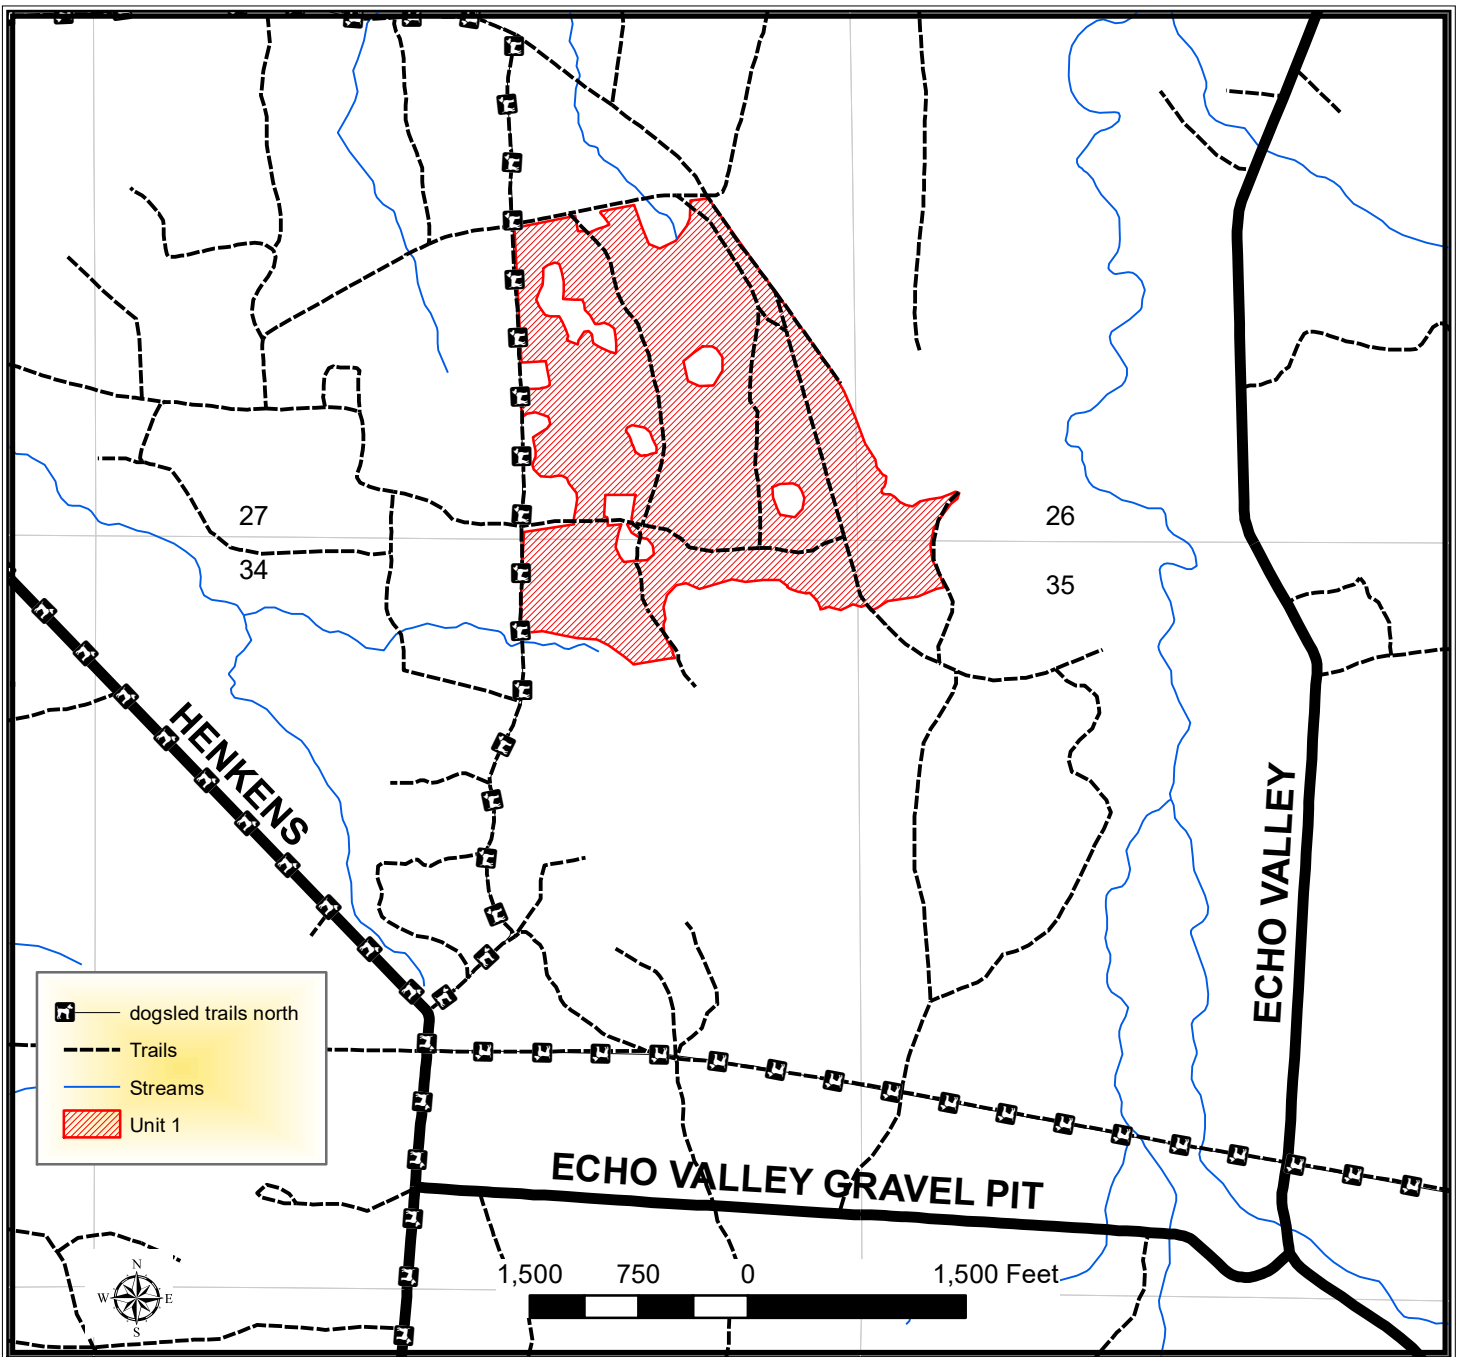 27
26
34
35
HENKENS
ECHO VALLEY
dogsled trails north
Trails
Streams
Unit 1
ECHO VALLEY GRAVEL PIT
N
W E
S
1,500 750 0 1,500 Feet